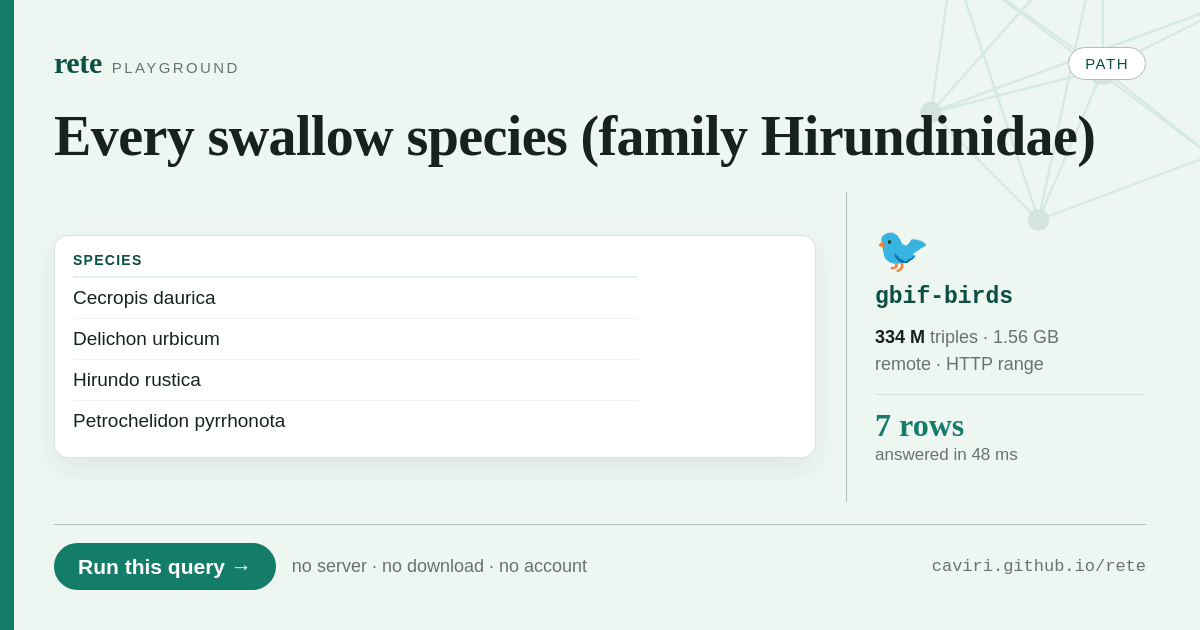 rete PLAYGROUND
PATH
Every swallow species (family Hirundinidae)
SPECIES
Cecropis daurica
Delichon urbicum
Hirundo rustica
Petrochelidon pyrrhonota
gbif-birds
334 M triples · 1.56 GB
remote · HTTP range
7 rows
answered in 48 ms
Run this query →
no server · no download · no account
caviri.github.io/rete